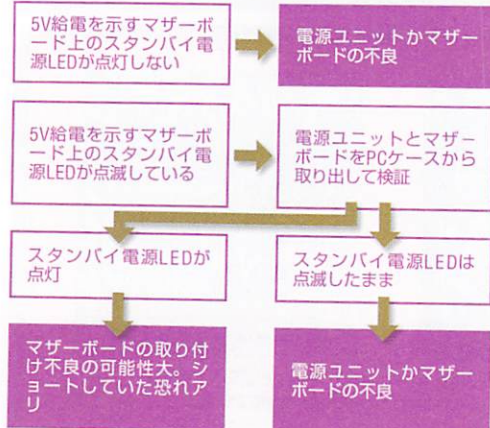 5V給電を示すマザーボ
ード上のスタンバイ電
源LEDが点灯しない
電源ユニットかマザー
ボードの不良
5V給電を示すマザーボ
ード上のスタンバイ電
源LEDが点滅している
電源ユニットとマザー
ボードをPCケースから
取り出して検証
スタンバイ電源LEDが
点灯
スタンバイ電源LEDは
点滅したまま
マザーボードの取り付
け不良の可能性大。シ
ョートしていた恐れア
リ
電源ユニットかマザー
ボードの不良